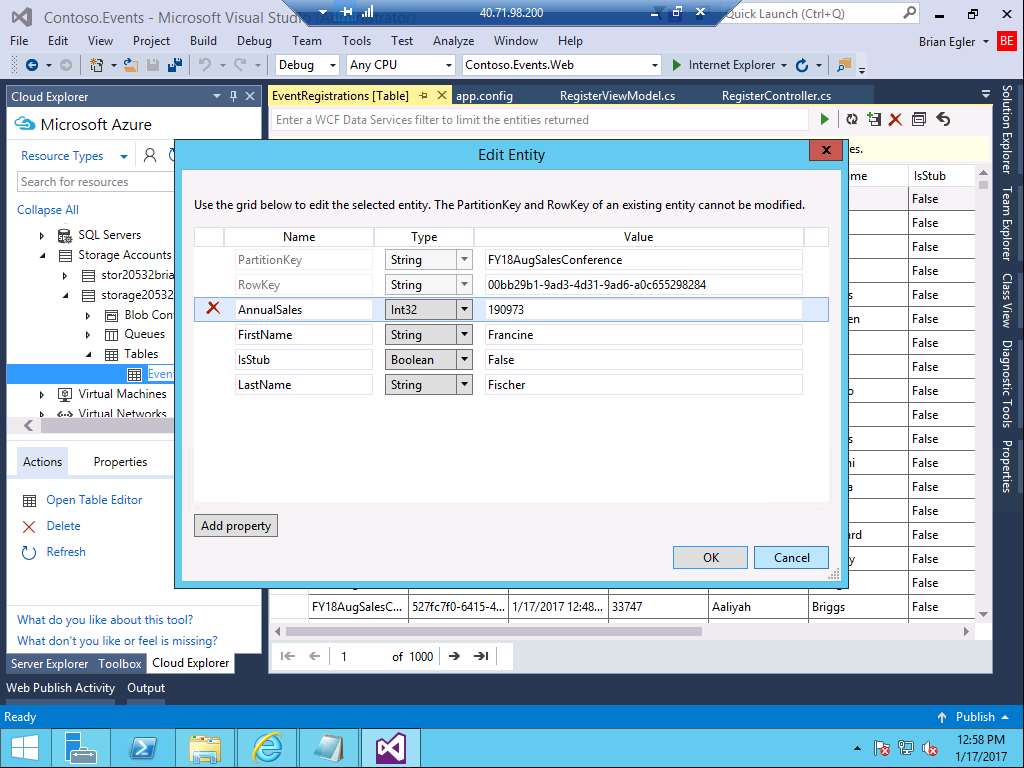 Contoso.Events - Microsoft Visual Studio (Administrator)
40.71.98.200
Quick Launch (Ctrl+Q)
File Edit View Project Build Debug Team Tools Test Analyze Window Help
Brian Egler BE
Debug Any CPU Contoso.Events.Web Internet Explorer
Cloud Explorer
EventRegistrations [Table] app.config RegisterViewModel.cs RegisterController.cs
Microsoft Azure
Enter a WCF Data Services filter to limit the entities returned
Resource Types
Search for resources
Collapse All
SQL Servers
Storage Accounts
stor20532bria
storage20532
Blob Con
Queues
Tables
Event
Virtual Machines
Virtual Networks
Actions Properties
Open Table Editor
Delete
Refresh
What do you like about this tool?
What don't you like or feel is missing?
Server Explorer Toolbox Cloud Explorer
Web Publish Activity Output
Edit Entity
x
Use the grid below to edit the selected entity. The PartitionKey and RowKey of an existing entity cannot be modified.
Name Type Value
PartitionKey String FY18AugSalesConference
RowKey String 00bb29b1-9ad3-4d31-9ad6-a0c655298284
AnnualSales Int32 190973
FirstName String Francine
IsStub Boolean False
LastName String Fischer
Add property
OK Cancel
es.
me IsStub
False
False
False
False
s False
en False
False
False
o False
False
s False
ni False
a False
False
rd False
y False
False
FY18AugSalesC... 527fc7f0-6415-4... 1/17/2017 12:48... 33747 Aaliyah Briggs False
1 of 1000
Solution Explorer
Team Explorer
Class View
Diagnostic Tools
Properties
Ready
Publish
12:58 PM
1/17/2017